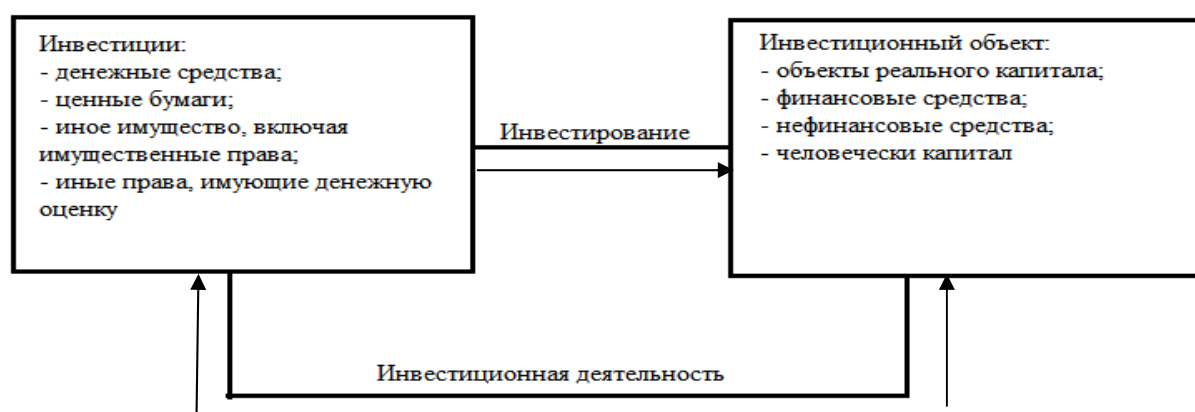 Инвестиции:
- денежные средства;
- ценные бумаги;
- иное имущество, включая
имущественные права;
- иные права, имующие денежную
оценку
Инвестирование
Инвестиционный объект:
- объекты реального капитала;
- финансовые средства;
- нефинансовые средства;
- человечески капитал
Инвестиционная деятельность